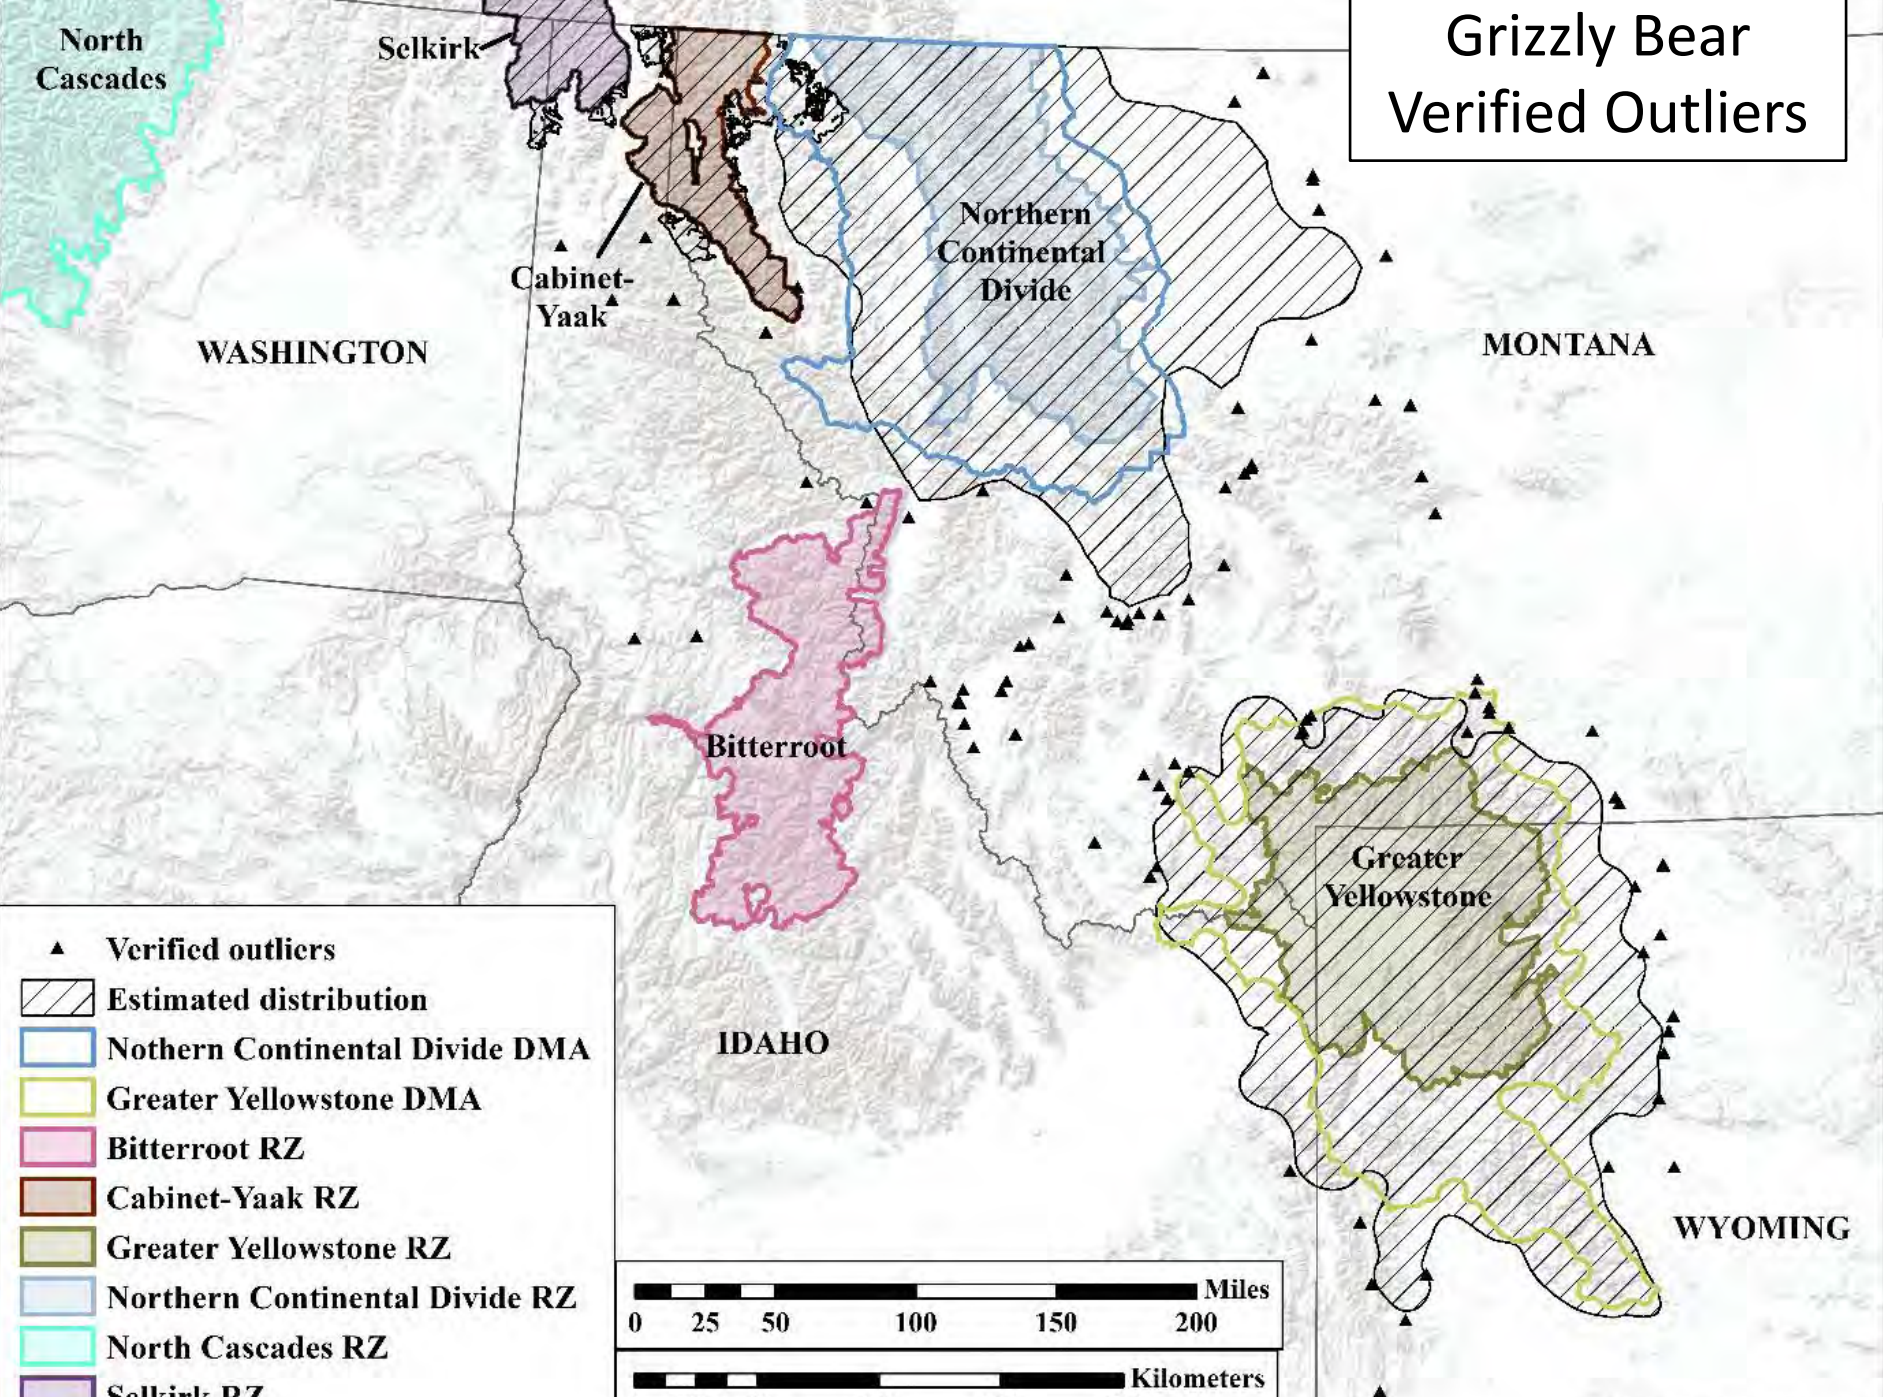 Grizzly Bear
Verified Outliers
North
Cascades
Selkirk
Northern
Continental
Divide
Cabinet-
Yaak
WASHINGTON
MONTANA
Bitterroot
Greater
Yellowstone
IDAHO
WYOMING
Verified outliers
Estimated distribution
Nothern Continental Divide DMA
Greater Yellowstone DMA
Bitterroot RZ
Cabinet-Yaak RZ
Greater Yellowstone RZ
Northern Continental Divide RZ
North Cascades RZ
Selkirk RZ
Miles
0 25 50 100 150 200
Kilometers